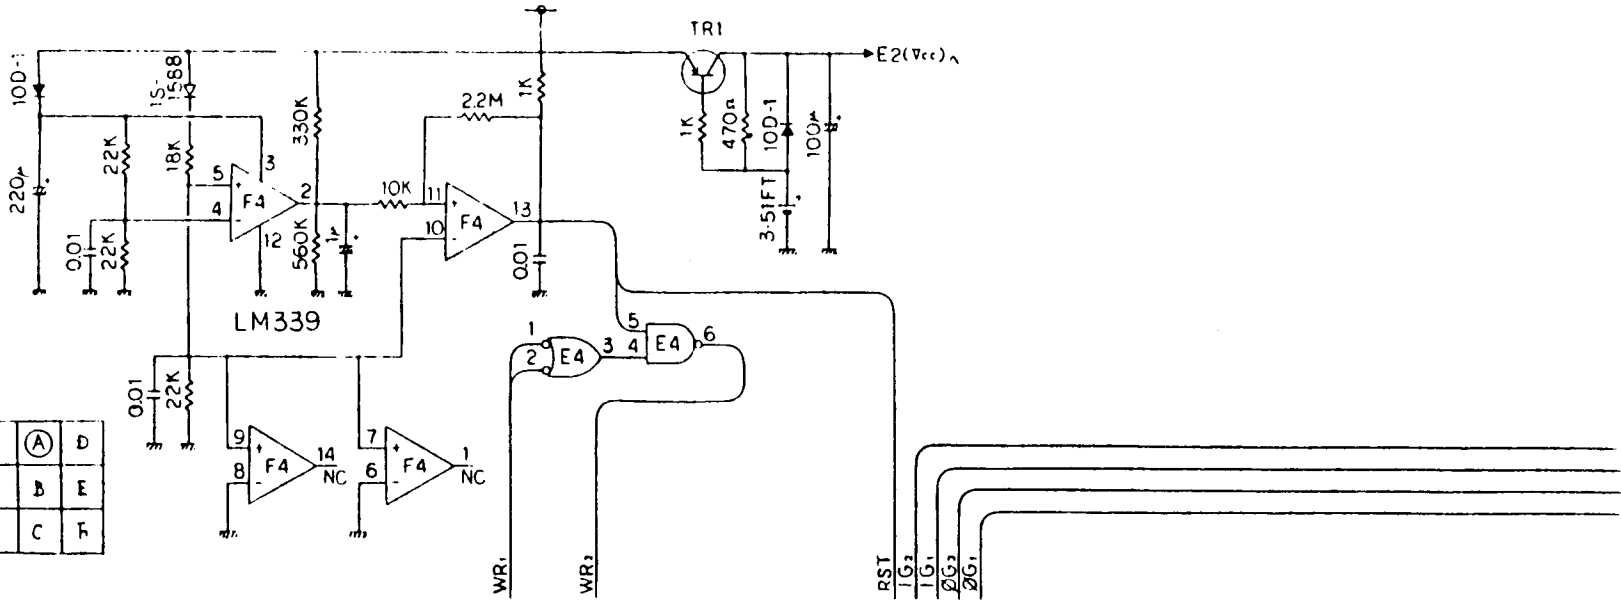 TR1
E2(Vcc)
10D-1
1S-
1588
2.2M
1K
330K
22K
18K
3
5
+
F4
4
-
12
2
220μ
0.01
22K
560K
1μ
10K
11
+
F4
10
-
13
0.01
1K
470Ω
10D-1
100μ
3-51FT
LM339
1
2
E4
3
5
4
E4
6
0.01
22K
9
+
F4
8
-
14
NC
7
+
F4
6
-
1
NC
A D
B E
C F
WR₁
WR₂
RST
1G₂
1G₁
ØG₂
ØG₁